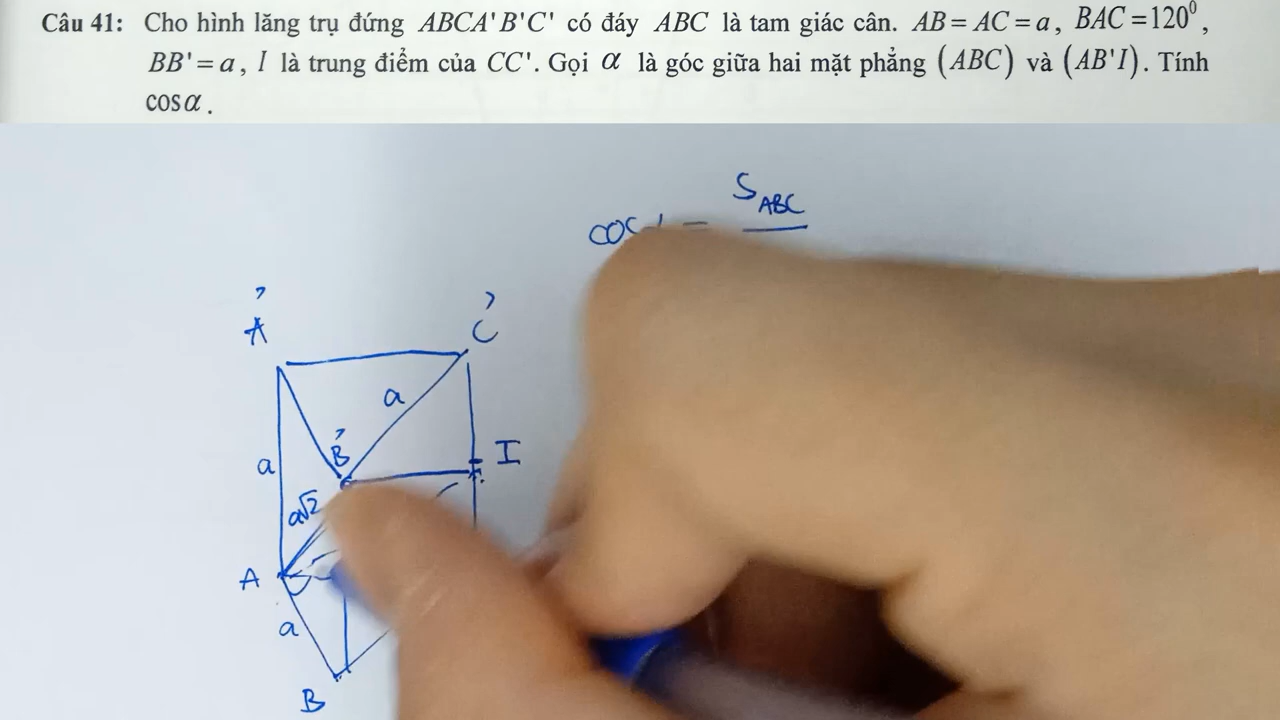 Câu 41: Cho hình lăng trụ đứng ABCA'B'C' có đáy ABC là tam giác cân. AB = AC = a, BAC = 120⁰,
BB' = a, I là trung điểm của CC'. Gọi α là góc giữa hai mặt phẳng (ABC) và (AB'I). Tính
cosα.
S_ABC
cos =
A'
C'
a
B'
I
a
a√2
A
a
B